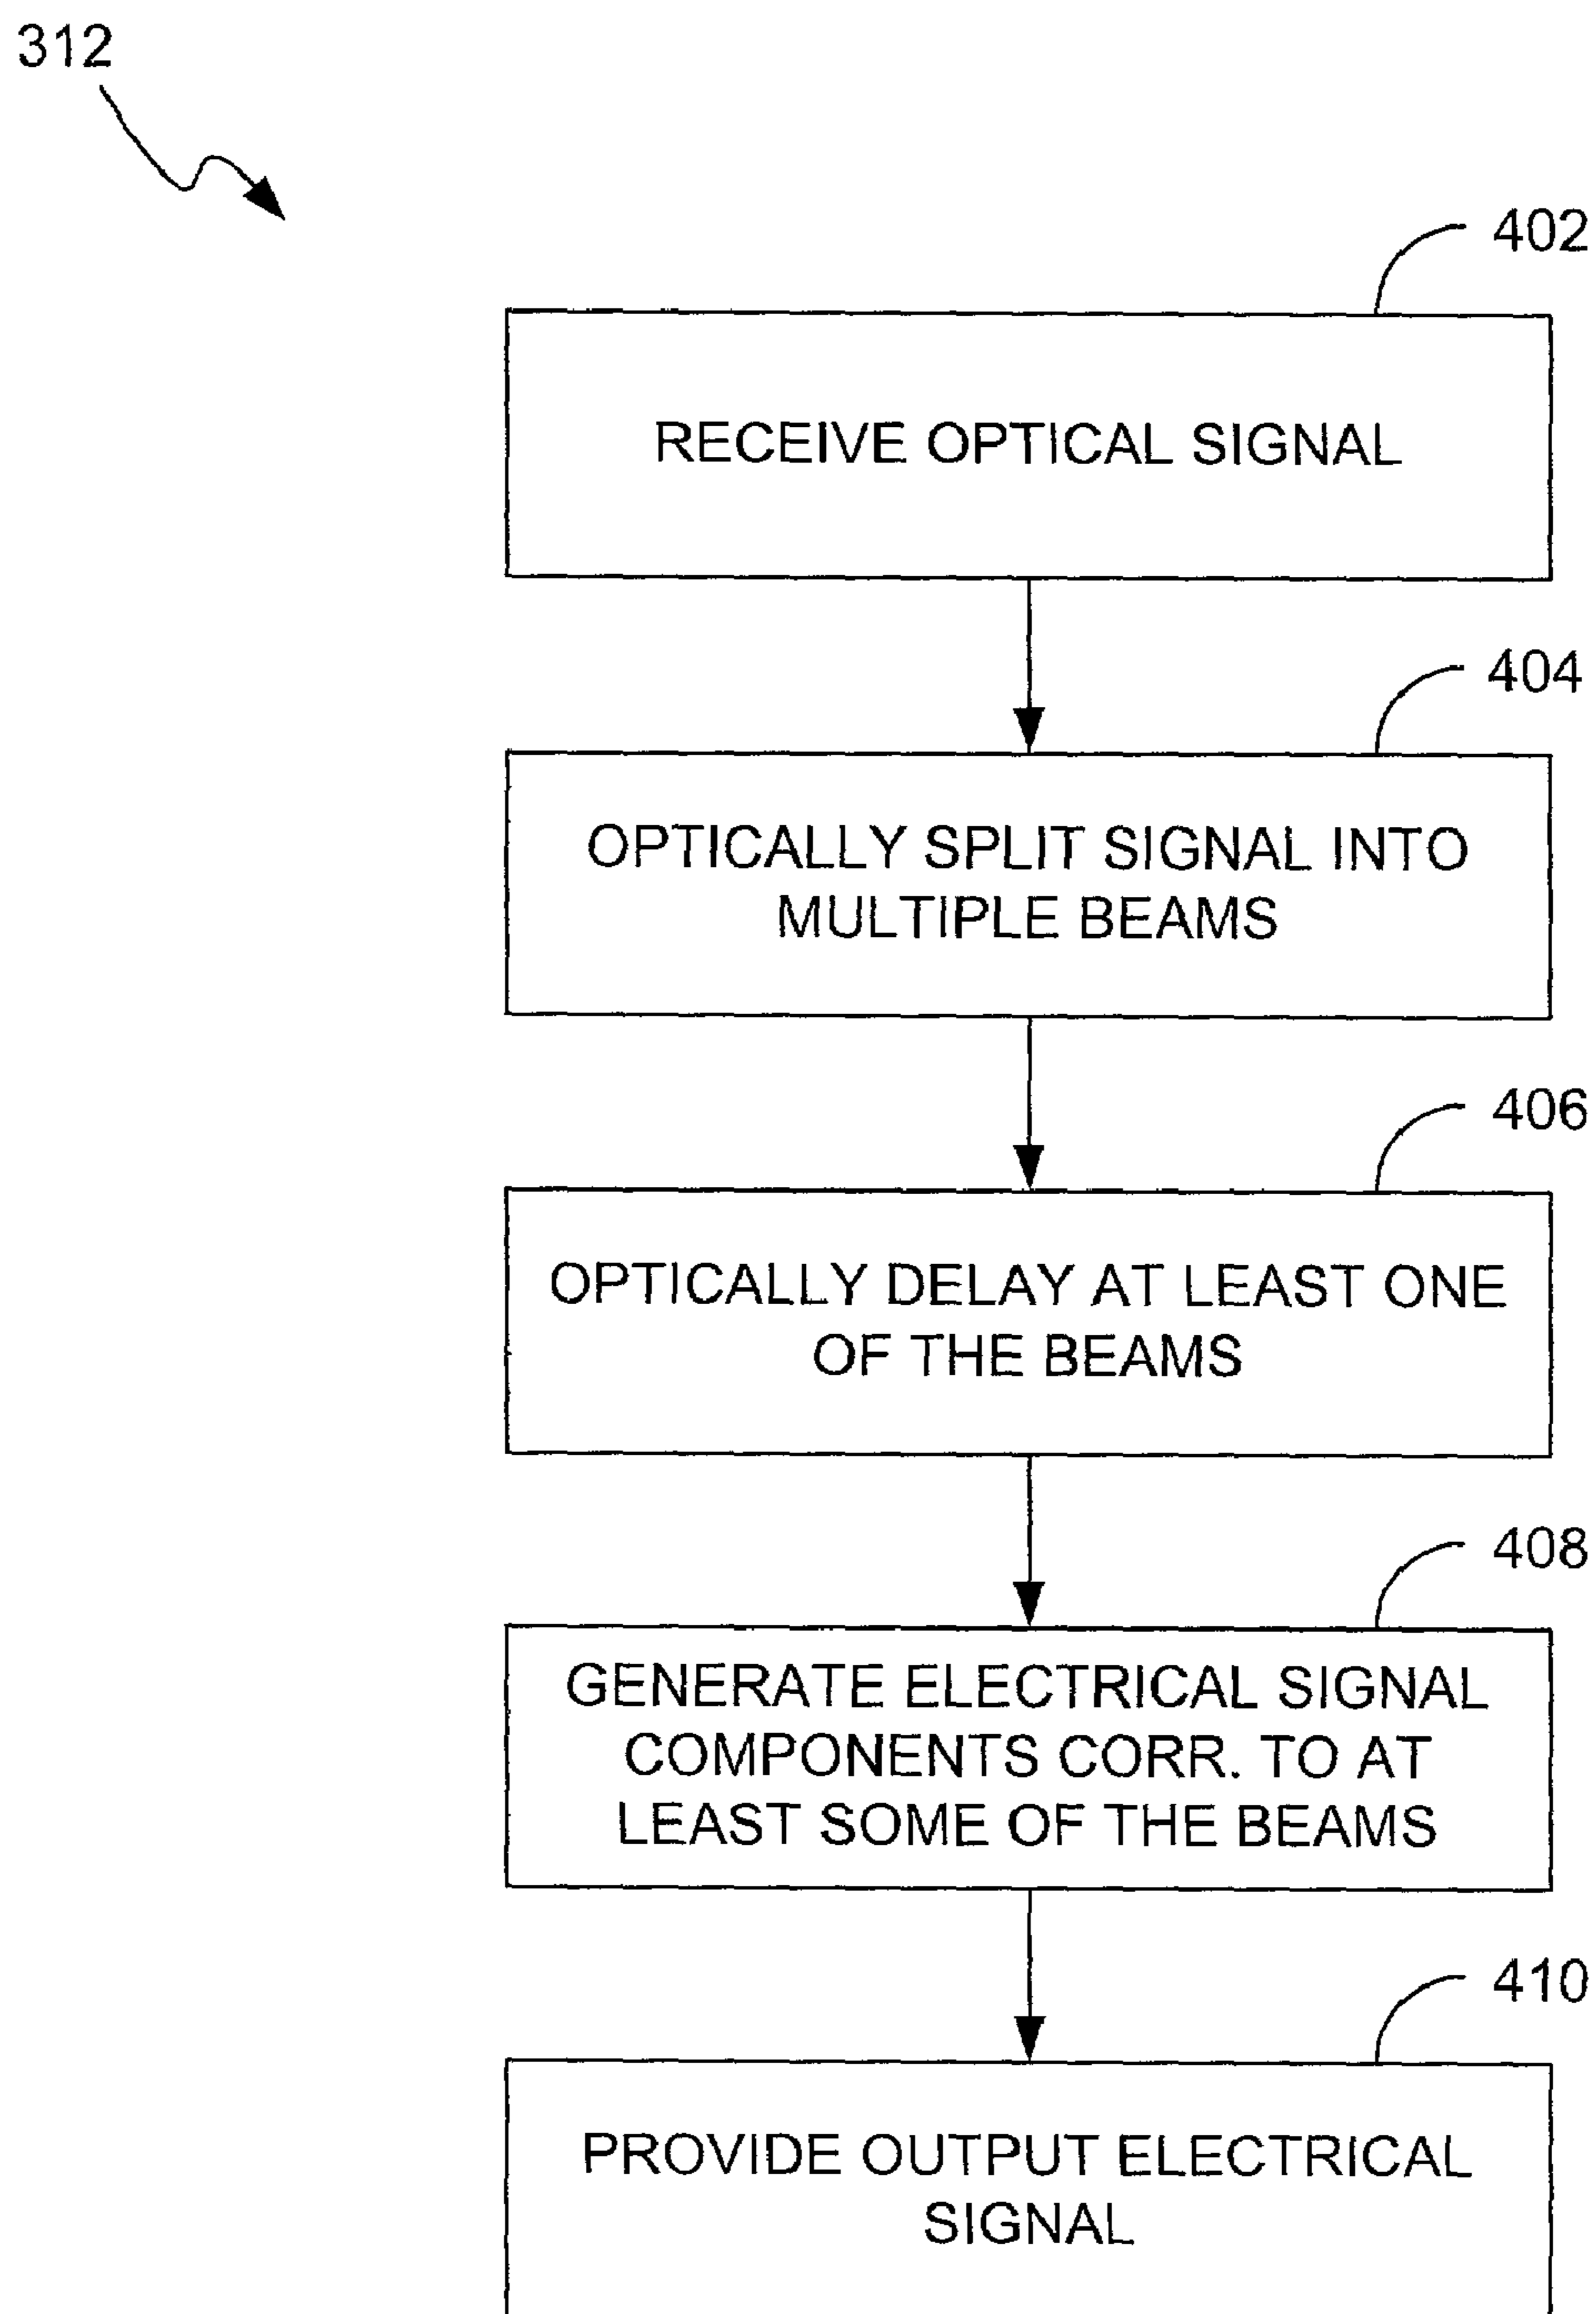 312
402
RECEIVE OPTICAL SIGNAL
404
OPTICALLY SPLIT SIGNAL INTO
MULTIPLE BEAMS
406
OPTICALLY DELAY AT LEAST ONE
OF THE BEAMS
408
GENERATE ELECTRICAL SIGNAL
COMPONENTS CORR. TO AT
LEAST SOME OF THE BEAMS
410
PROVIDE OUTPUT ELECTRICAL
SIGNAL